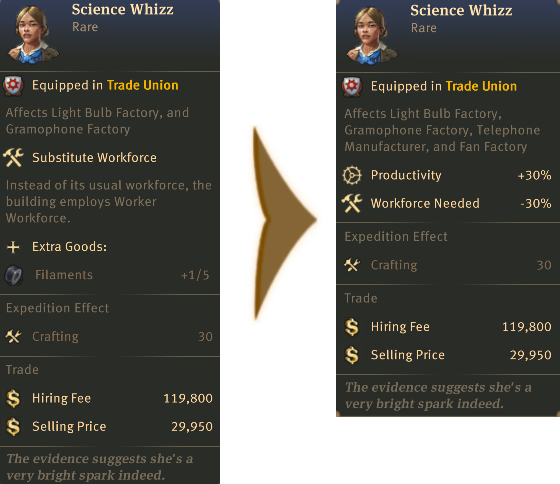 Science Whizz
Rare
Equipped in Trade Union
Affects Light Bulb Factory, and
Gramophone Factory
Substitute Workforce
Instead of its usual workforce, the
building employs Worker
Workforce.
Extra Goods:
Filaments +1/5
Expedition Effect
Crafting 30
Trade
Hiring Fee 119,800
Selling Price 29,950
The evidence suggests she's a
very bright spark indeed.
Science Whizz
Rare
Equipped in Trade Union
Affects Light Bulb Factory,
Gramophone Factory, Telephone
Manufacturer, and Fan Factory
Productivity +30%
Workforce Needed -30%
Expedition Effect
Crafting 30
Trade
Hiring Fee 119,800
Selling Price 29,950
The evidence suggests she's a
very bright spark indeed.